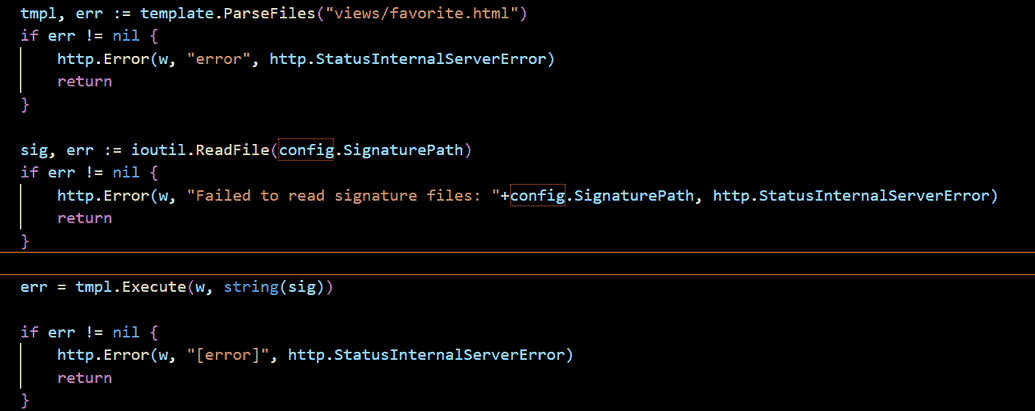 tmpl, err := template.ParseFiles("views/favorite.html")
if err != nil {
http.Error(w, "error", http.StatusInternalServerError)
return
}
sig, err := ioutil.ReadFile(config.SignaturePath)
if err != nil {
http.Error(w, "Failed to read signature files: "+config.SignaturePath, http.StatusInternalServerError)
return
}
err = tmpl.Execute(w, string(sig))
if err != nil {
http.Error(w, "[error]", http.StatusInternalServerError)
return
}